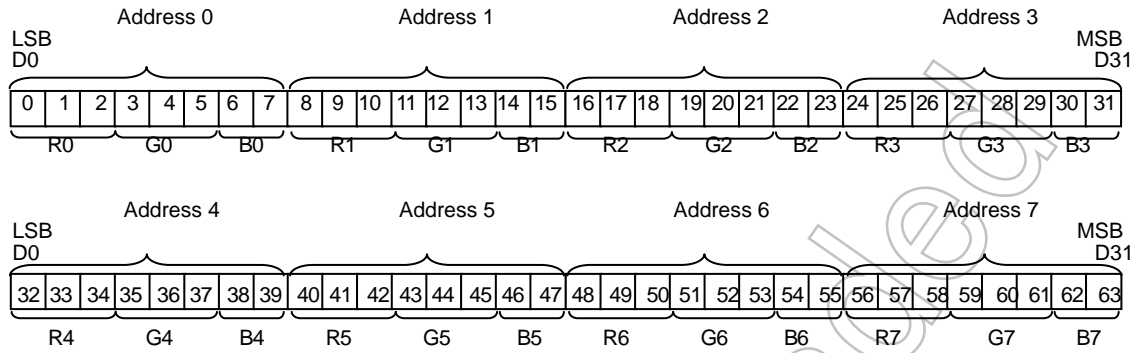 Address 0 Address 1 Address 2 Address 3
LSB MSB
D0 D31
0 1 2 3 4 5 6 7 8 9 10 11 12 13 14 15 16 17 18 19 20 21 22 23 24 25 26 27 28 29 30 31
R0 G0 B0 R1 G1 B1 R2 G2 B2 R3 G3 B3
Address 4 Address 5 Address 6 Address 7
LSB MSB
D0 D31
32 33 34 35 36 37 38 39 40 41 42 43 44 45 46 47 48 49 50 51 52 53 54 55 56 57 58 59 60 61 62 63
R4 G4 B4 R5 G5 B5 R6 G6 B6 R7 G7 B7